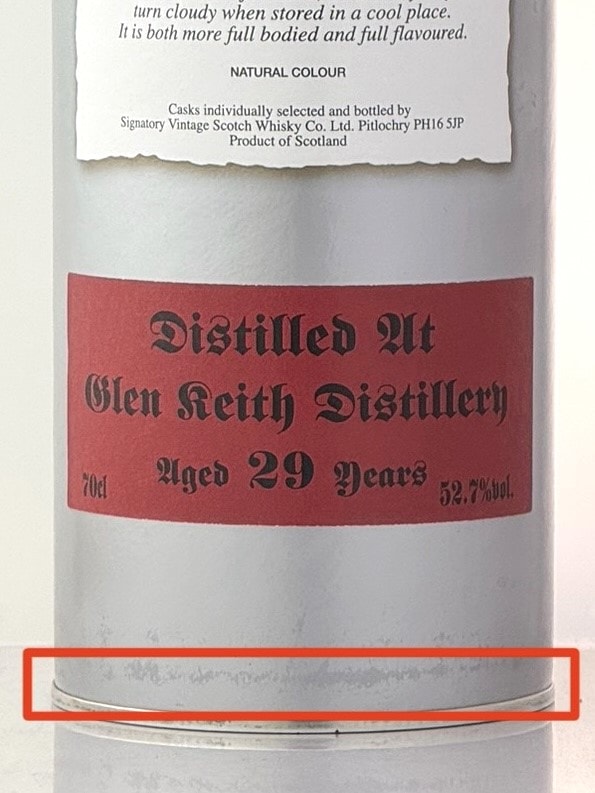 turn cloudy when stored in a cool place.
It is both more full bodied and full flavoured.
NATURAL COLOUR
Casks individually selected and bottled by
Signatory Vintage Scotch Whisky Co. Ltd. Pitlochry PH16 5JP
Product of Scotland
Distilled At
Glen Keith Distillery
Aged 29 Years
70cl
52.7%vol.